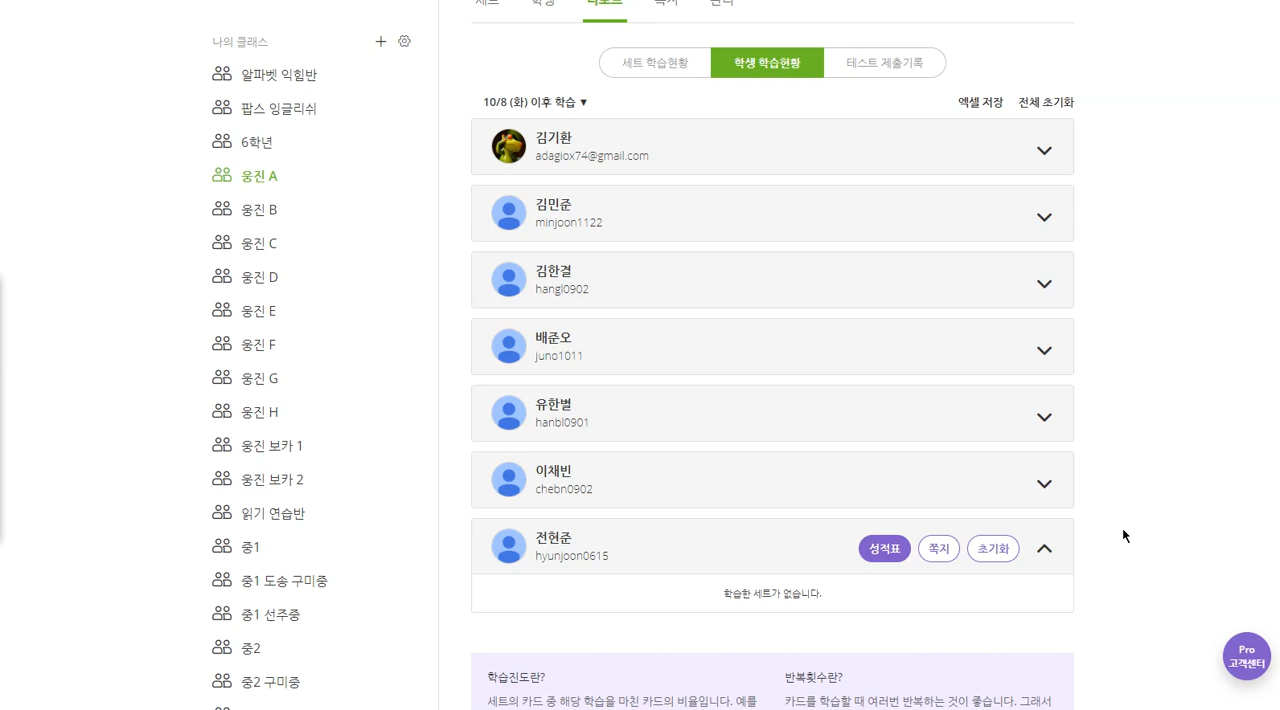 세트 학생 리포트 쪽지 관리
나의 클래스
알파벳 익힘반
팝스 잉글리쉬
6학년
웅진 A
웅진 B
웅진 C
웅진 D
웅진 E
웅진 F
웅진 G
웅진 H
웅진 보카 1
웅진 보카 2
읽기 연습반
중1
중1 도송 구미중
중1 선주중
중2
중2 구미중
세트 학습현황 학생 학습현황 테스트 제출기록
10/8 (화) 이후 학습 ▼ 엑셀 저장 전체 초기화
김기환
adagiox74@gmail.com
김민준
minjoon1122
김한결
hangl0902
배준오
juno1011
유한별
hanbl0901
이채빈
chebn0902
전현준
hyunjoon0615
성적표 쪽지 초기화
학습한 세트가 없습니다.
학습진도란?
세트의 카드 중 해당 학습을 마친 카드의 비율입니다. 예를
반복횟수란?
카드를 학습할 때 여러번 반복하는 것이 좋습니다. 그래서
Pro
고객센터